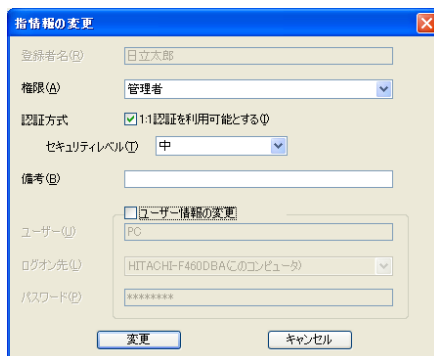 指情報の変更
登録者名(R) 日立太郎
権限(A) 管理者
認証方式 1:1認証を利用可能とする(I)
セキュリティレベル(T) 中
備考(B)
ユーザー情報の変更
ユーザー(U) PC
ログオン先(L) HITACHI-F460DBA(このコンピュータ)
パスワード(P) ********
変更 キャンセル